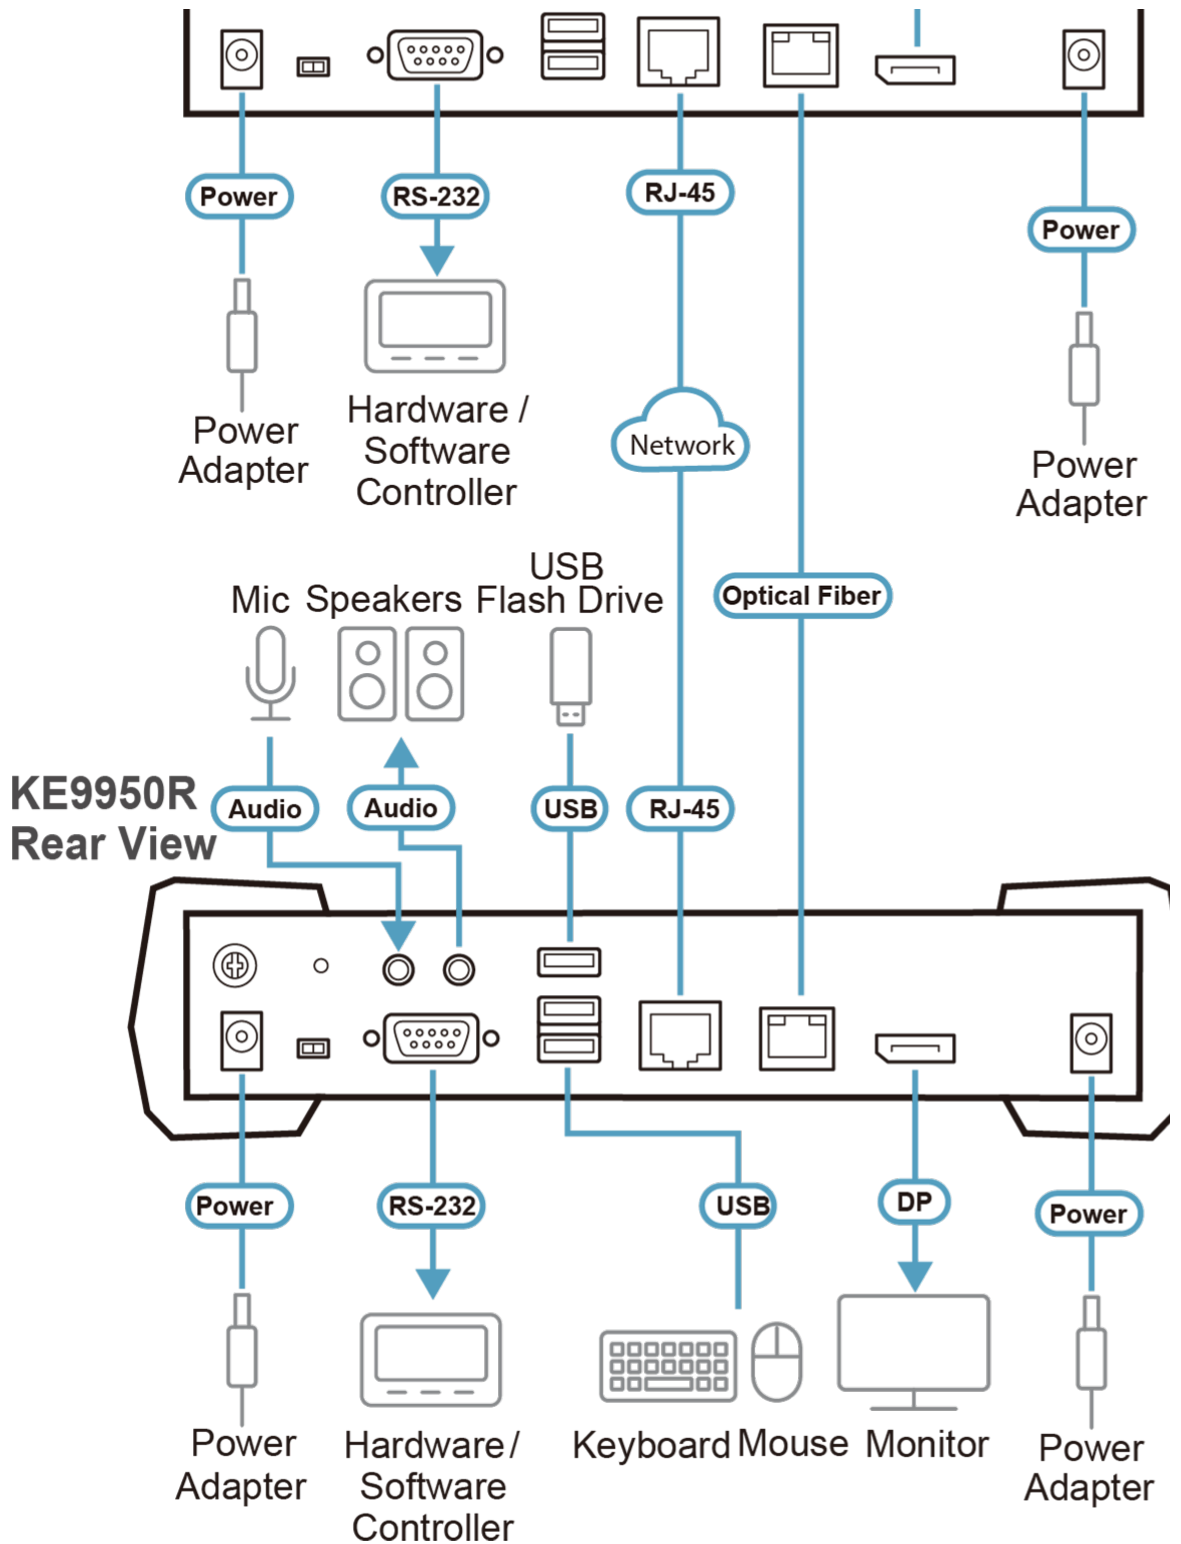 Power
RS-232
RJ-45
Power
Power
Adapter
Hardware /
Software
Controller
Network
Power
Adapter
Mic
Speakers
USB
Flash Drive
Optical Fiber
KE9950R
Rear View
Audio
Audio
USB
RJ-45
Power
RS-232
USB
DP
Power
Power
Adapter
Hardware /
Software
Controller
Keyboard
Mouse
Monitor
Power
Adapter